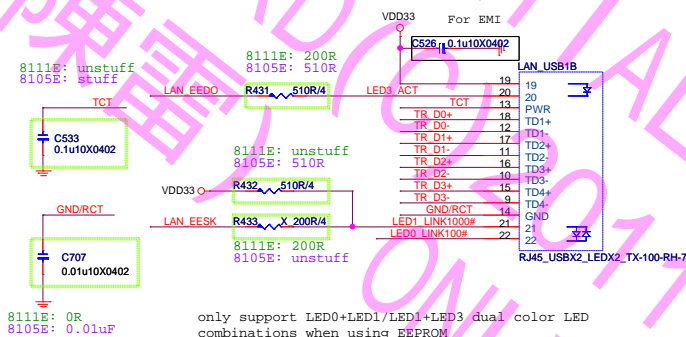 VDD33
For EMI
C526 0.1u10X0402
LAN_USB1B
8111E: 200R
8105E: 510R
8111E: unstuff
8105E: stuff
LAN_EEDO
R431 510R/4
LED3_ACT
TCT
C533
0.1u10X0402
19 19
20 20
TCT 13 PWR
TR_D0+ 18 TD1+
TR_D0- 12 TD1-
TR_D1+ 17 TD2+
TR_D1- 11 TD2-
TR_D2+ 16 TD3+
TR_D2- 10 TD3-
TR_D3+ 15 TD4+
TR_D3- 9 TD4-
GND/RCT 14 GND
LED1_LINK1000# 21 21
LED0_LINK100# 22 22
RJ45_USBX2_LEDX2_TX-100-RH-7
8111E: unstuff
8105E: 510R
VDD33
R432 510R/4
LAN_EESK
R433 X_200R/4
8111E: 200R
8105E: unstuff
GND/RCT
C707
0.01u10X0402
8111E: 0R
8105E: 0.01uF
only support LED0+LED1/LED1+LED3 dual color LED
combinations when using EEPROM